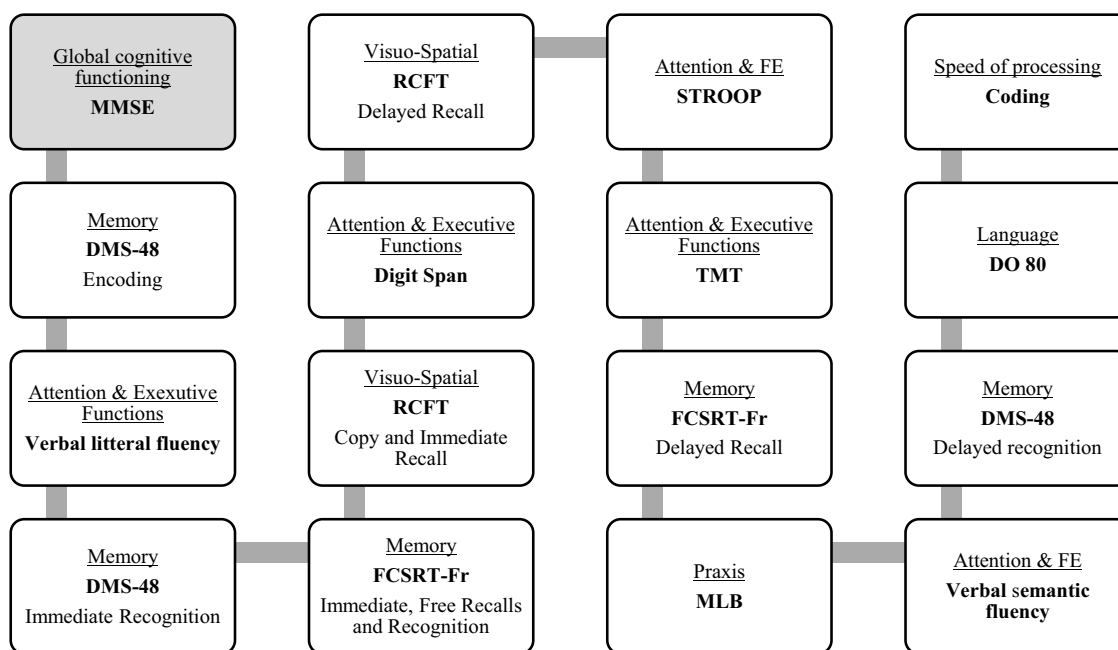 Global cognitive
functioning
MMSE
Memory
DMS-48
Encoding
Attention & Exexutive
Functions
Verbal litteral fluency
Memory
DMS-48
Immediate Recognition
Memory
FCSRT-Fr
Immediate, Free Recalls
and Recognition
Visuo-Spatial
RCFT
Copy and Immediate
Recall
Attention & Executive
Functions
Digit Span
Visuo-Spatial
RCFT
Delayed Recall
Attention & FE
STROOP
Attention & Executive
Functions
TMT
Memory
FCSRT-Fr
Delayed Recall
Praxis
MLB
Attention & FE
Verbal semantic
fluency
Memory
DMS-48
Delayed recognition
Language
DO 80
Speed of processing
Coding